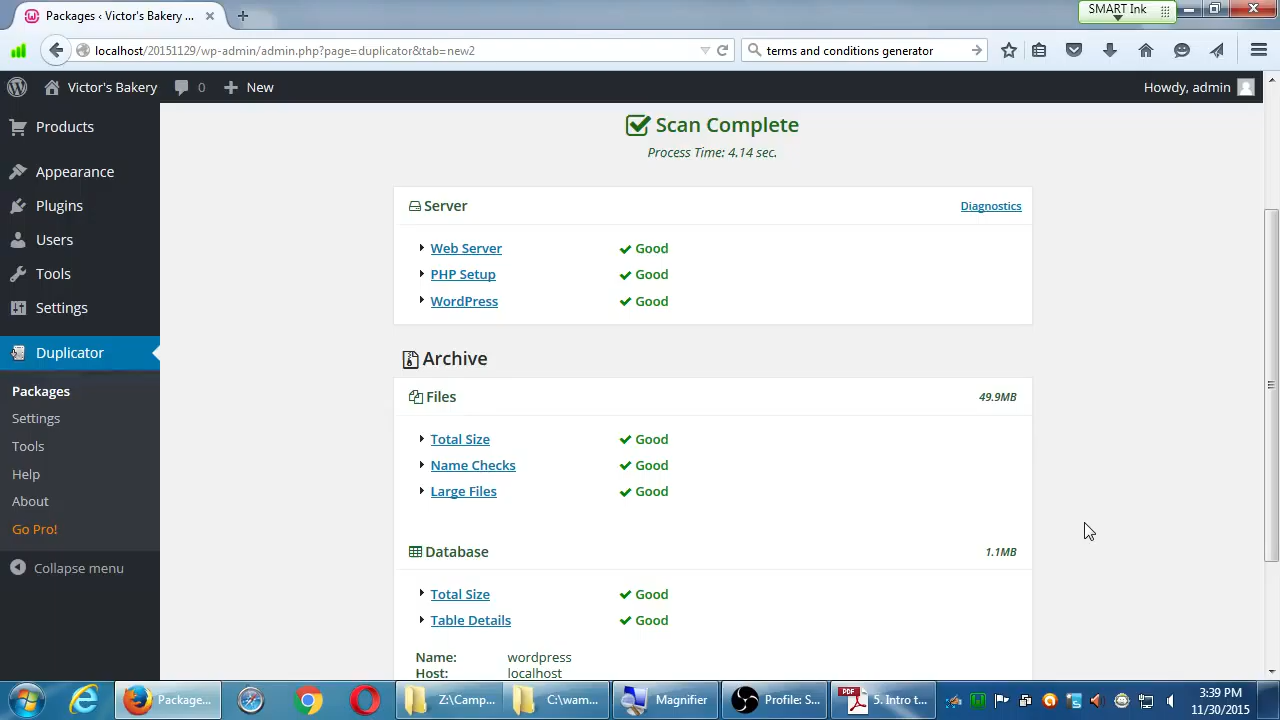 Packages ‹ Victor's Bakery ...
SMART Ink
localhost/20151129/wp-admin/admin.php?page=duplicator&tab=new2
terms and conditions generator
Victor's Bakery
0
New
Howdy, admin
Products
Appearance
Plugins
Users
Tools
Settings
Duplicator
Packages
Settings
Tools
Help
About
Go Pro!
Collapse menu
Scan Complete
Process Time: 4.14 sec.
Server
Diagnostics
Web Server
Good
PHP Setup
Good
WordPress
Good
Archive
Files
49.9MB
Total Size
Good
Name Checks
Good
Large Files
Good
Database
1.1MB
Total Size
Good
Table Details
Good
Name:
wordpress
Host:
localhost
Package...
Z:\Camp...
C:\wam...
Magnifier
Profile: S...
PDF
5. Intro t...
3:39 PM
11/30/2015